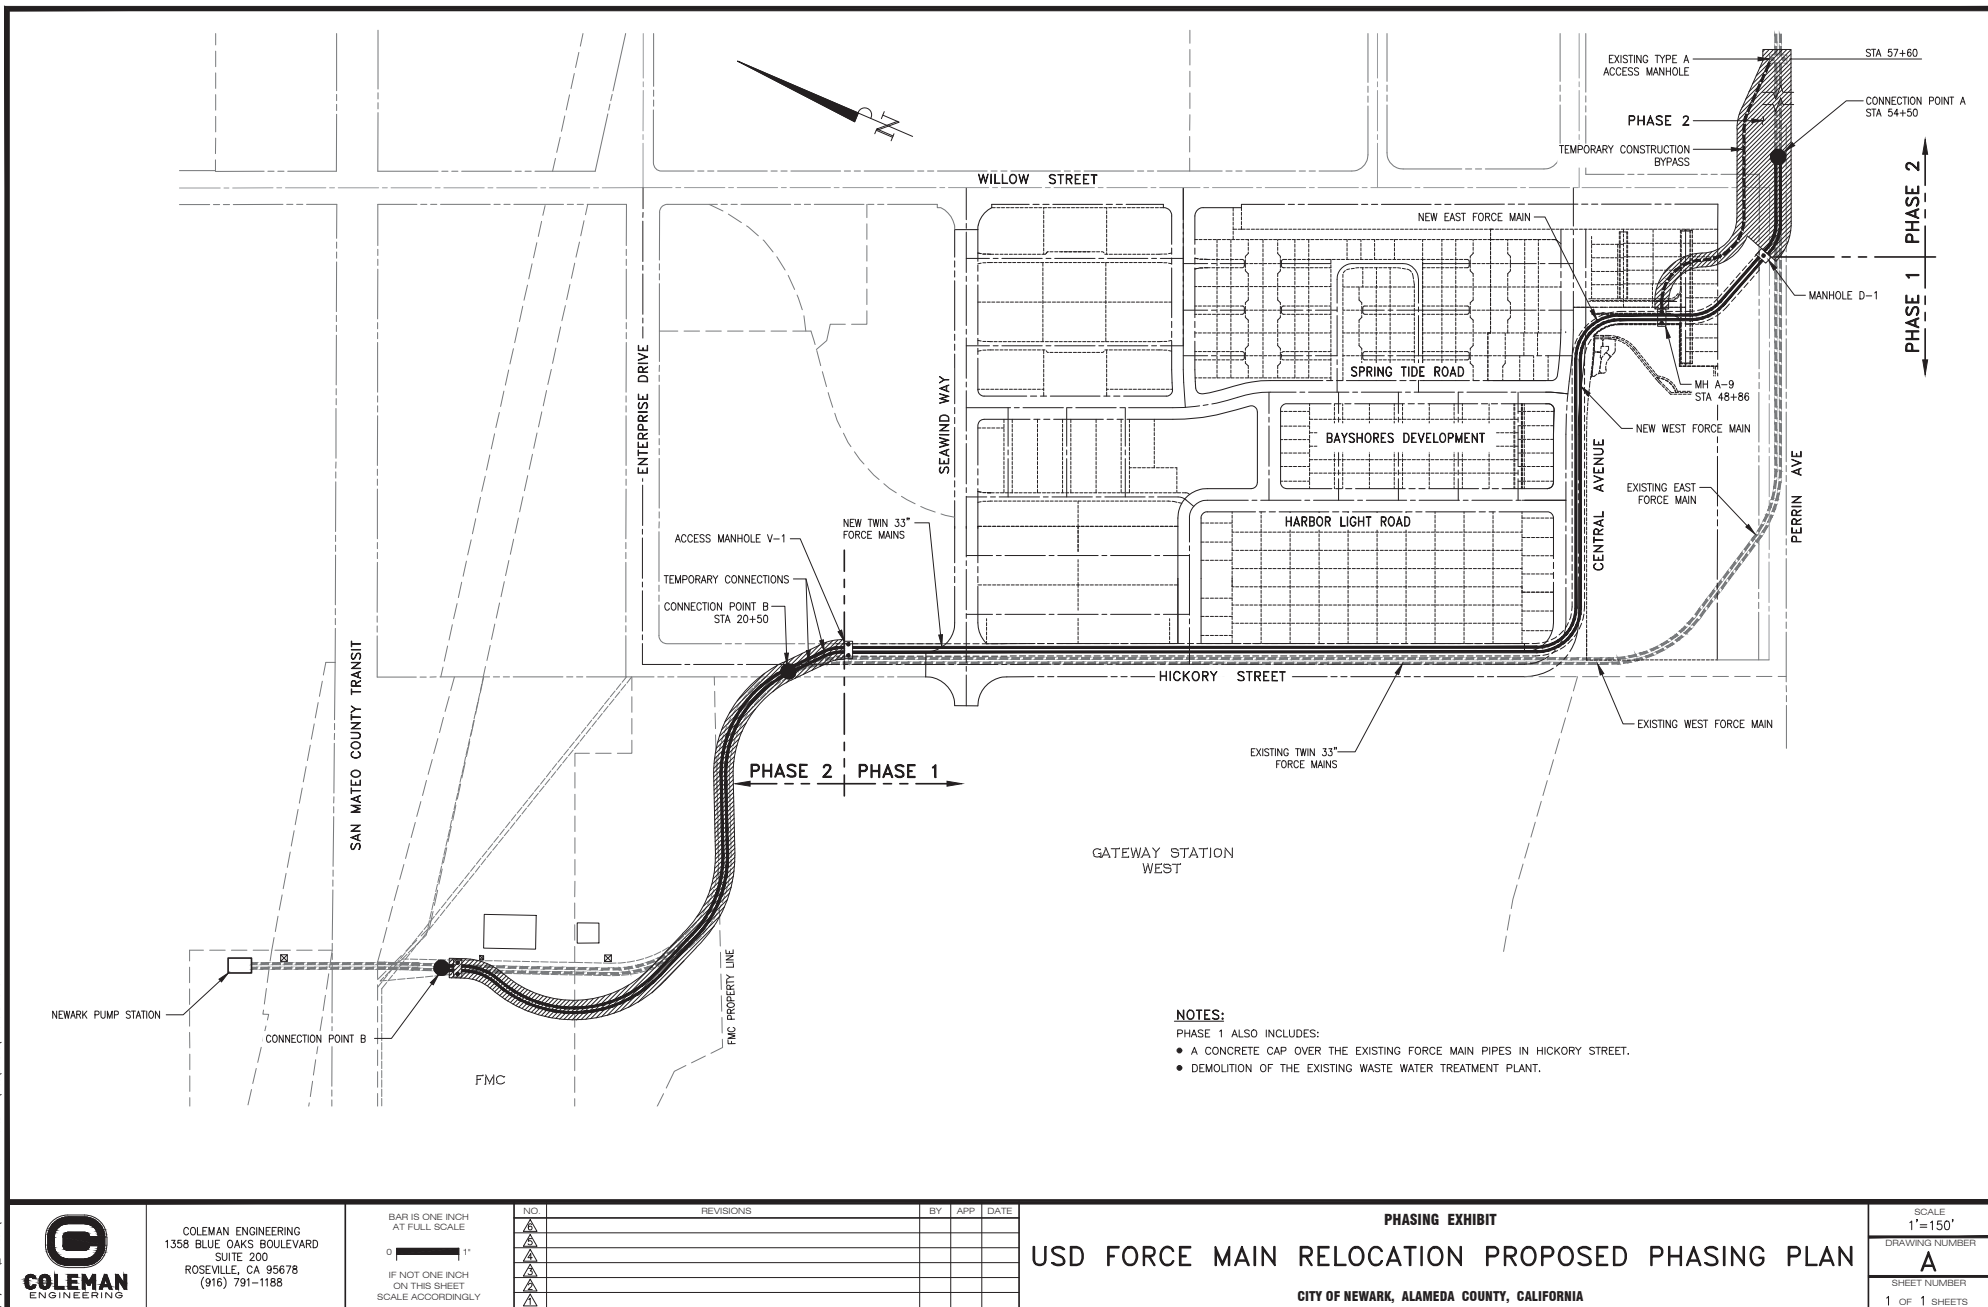 EXISTING TYPE A
ACCESS MANHOLE
STA 57+60
CONNECTION POINT A
STA 54+50
PHASE 2
TEMPORARY CONSTRUCTION
BYPASS
PHASE 2
PHASE 1
N
WILLOW STREET
NEW EAST FORCE MAIN
MANHOLE D-1
ENTERPRISE DRIVE
SEAWIND WAY
SPRING TIDE ROAD
MH A-9
STA 48+86
NEW WEST FORCE MAIN
BAYSHORES DEVELOPMENT
CENTRAL AVENUE
EXISTING EAST
FORCE MAIN
PERRIN AVE
HARBOR LIGHT ROAD
NEW TWIN 33"
FORCE MAINS
ACCESS MANHOLE V-1
TEMPORARY CONNECTIONS
CONNECTION POINT B
STA 20+50
SAN MATEO COUNTY TRANSIT
HICKORY STREET
EXISTING WEST FORCE MAIN
EXISTING TWIN 33"
FORCE MAINS
PHASE 2
PHASE 1
GATEWAY STATION
WEST
FMC PROPERTY LINE
NEWARK PUMP STATION
CONNECTION POINT B
FMC
NOTES:
PHASE 1 ALSO INCLUDES:
● A CONCRETE CAP OVER THE EXISTING FORCE MAIN PIPES IN HICKORY STREET.
● DEMOLITION OF THE EXISTING WASTE WATER TREATMENT PLANT.
COLEMAN
ENGINEERING
COLEMAN ENGINEERING
1358 BLUE OAKS BOULEVARD
SUITE 200
ROSEVILLE, CA 95678
(916) 791-1188
BAR IS ONE INCH
AT FULL SCALE
0 1"
IF NOT ONE INCH
ON THIS SHEET
SCALE ACCORDINGLY
NO. REVISIONS BY APP DATE
6
5
4
3
2
1
PHASING EXHIBIT
USD FORCE MAIN RELOCATION PROPOSED PHASING PLAN
CITY OF NEWARK, ALAMEDA COUNTY, CALIFORNIA
SCALE
1'=150'
DRAWING NUMBER
A
SHEET NUMBER
1 OF 1 SHEETS